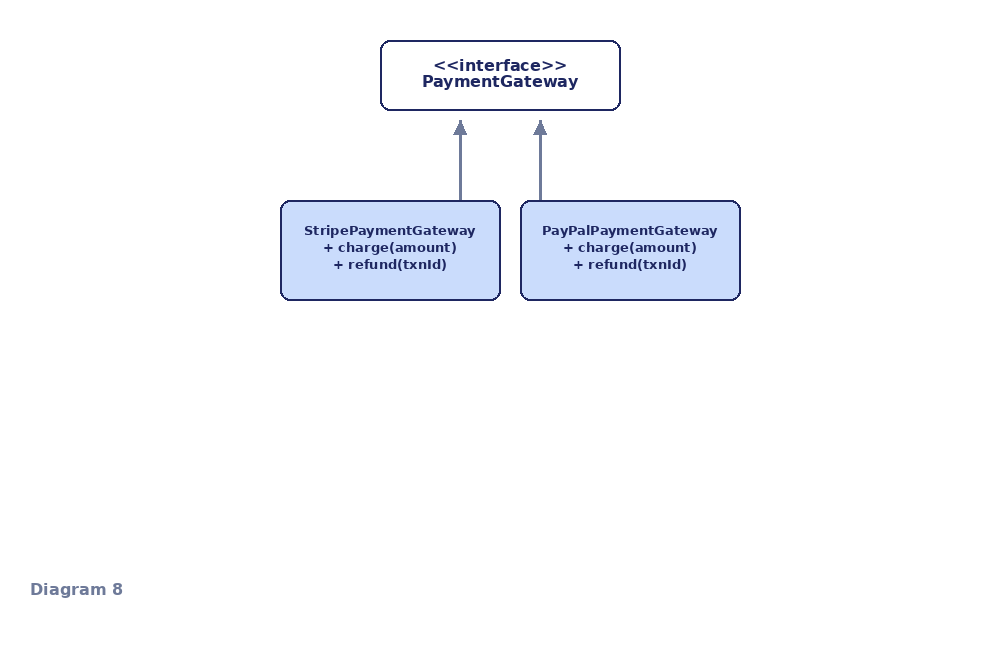 <<interface>>
PaymentGateway
StripePaymentGateway
+ charge(amount)
+ refund(txnId)
PayPalPaymentGateway
+ charge(amount)
+ refund(txnId)
Diagram 8